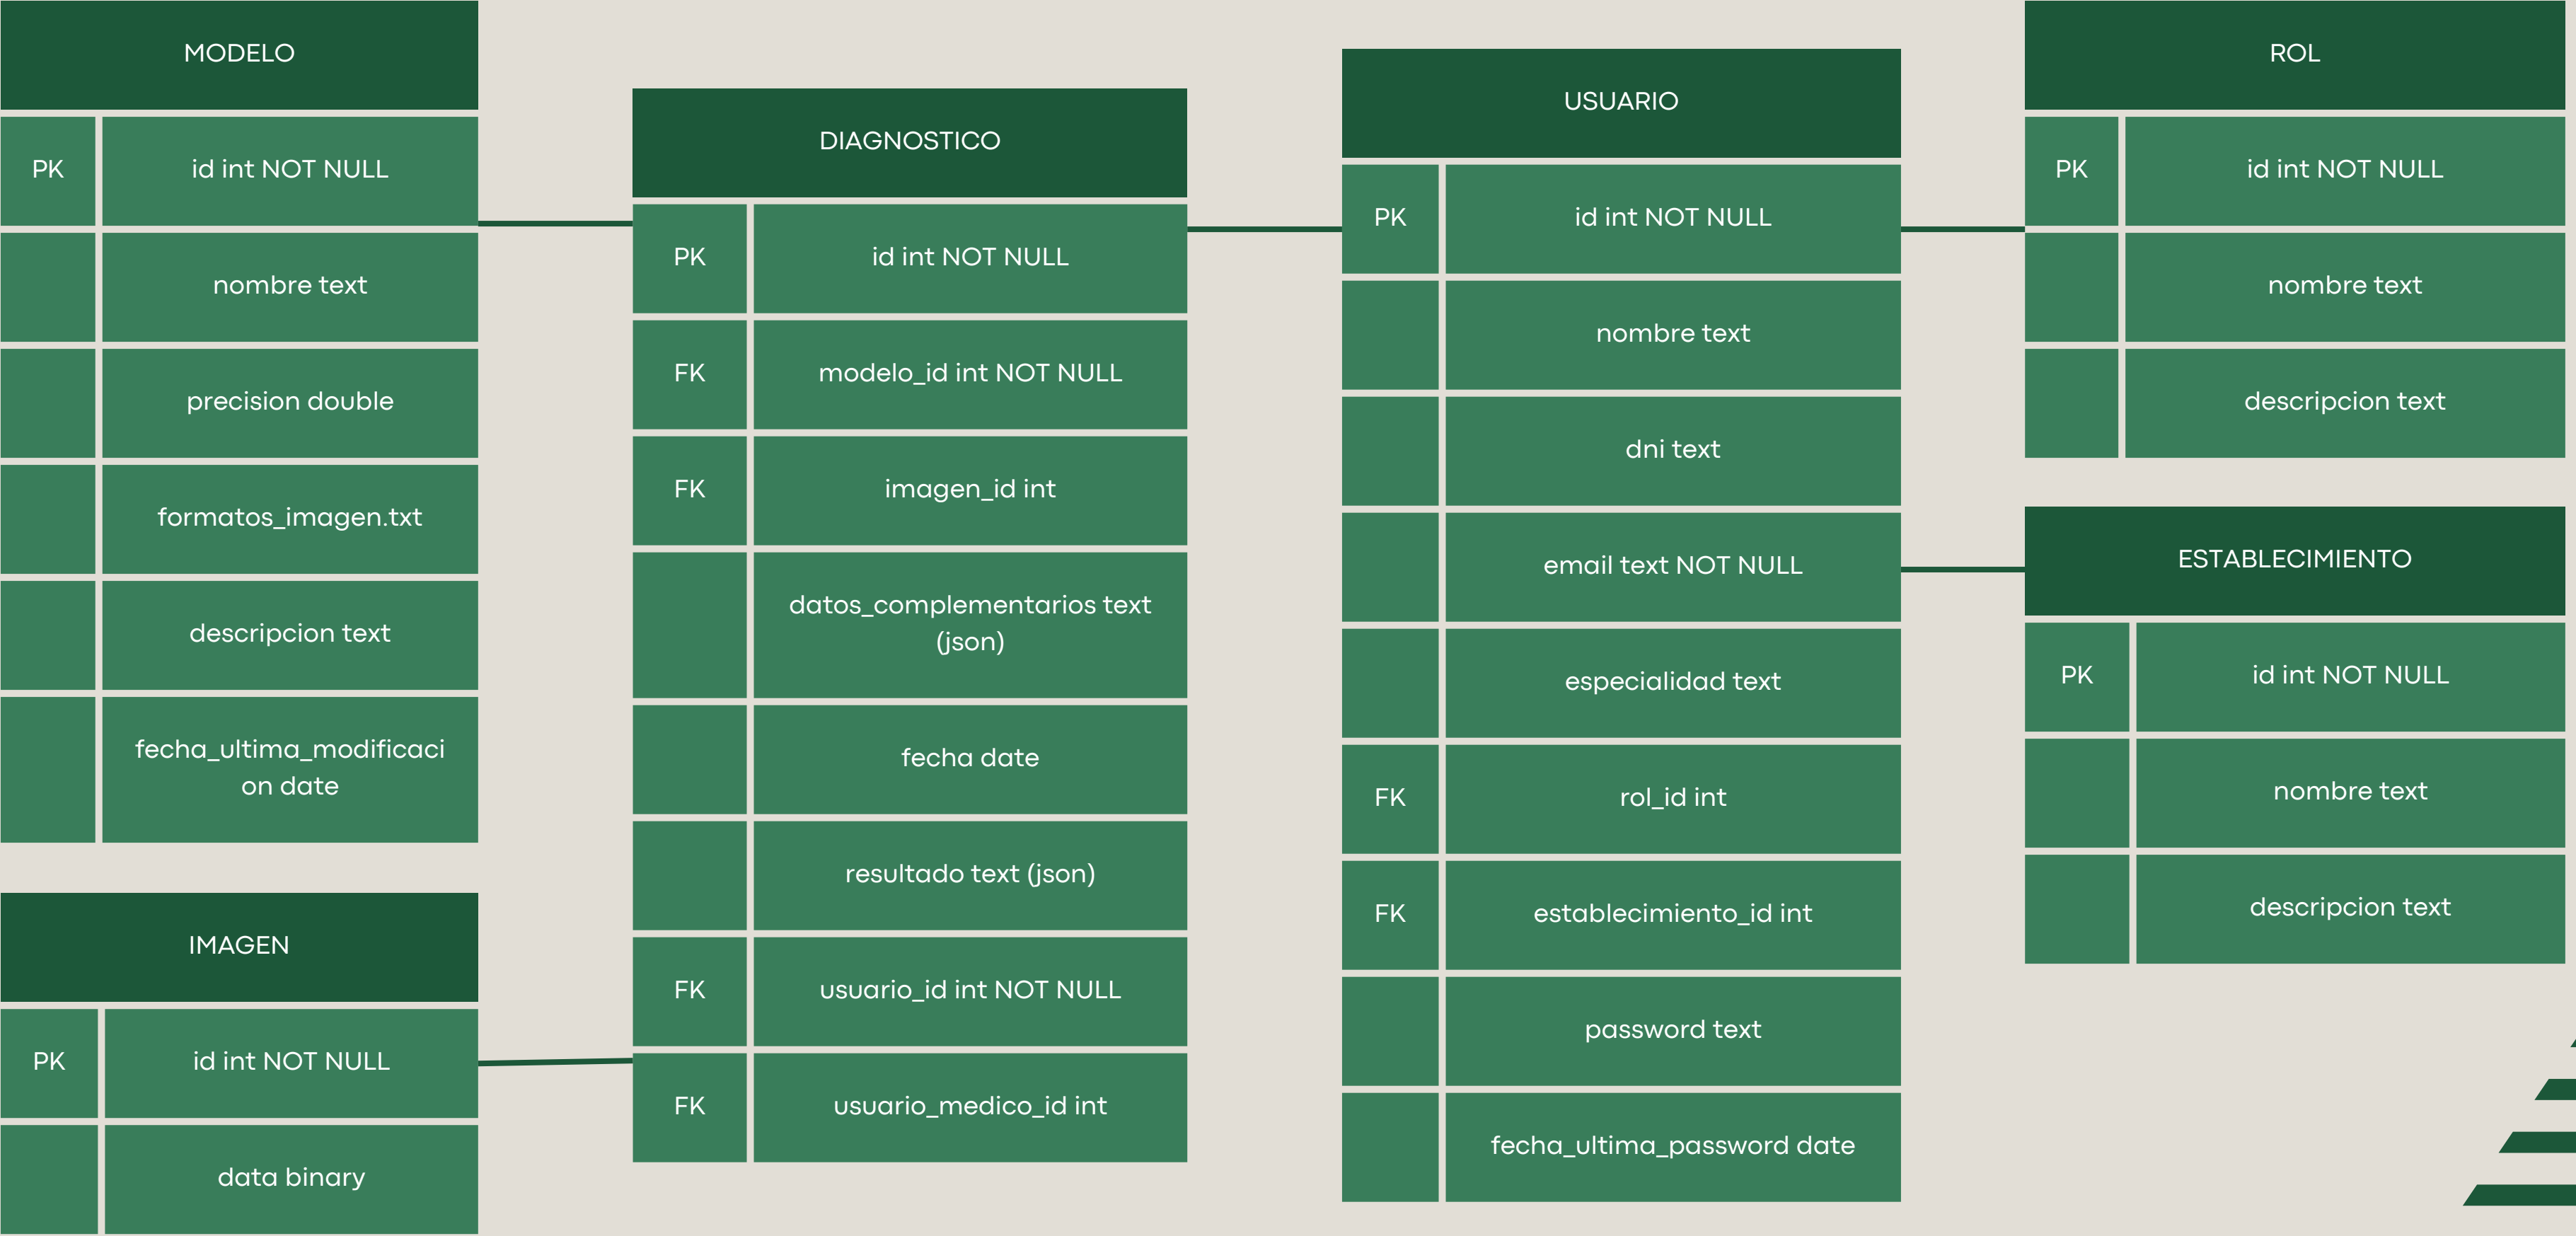 MODELO
PK
id int NOT NULL
nombre text
precision double
formatos_imagen.txt
descripcion text
fecha_ultima_modificaci
on date
IMAGEN
PK
id int NOT NULL
data binary
DIAGNOSTICO
PK
id int NOT NULL
FK
modelo_id int NOT NULL
FK
imagen_id int
datos_complementarios text
(json)
fecha date
resultado text (json)
FK
usuario_id int NOT NULL
FK
usuario_medico_id int
USUARIO
PK
id int NOT NULL
nombre text
dni text
email text NOT NULL
especialidad text
FK
rol_id int
FK
establecimiento_id int
password text
fecha_ultima_password date
ROL
PK
id int NOT NULL
nombre text
descripcion text
ESTABLECIMIENTO
PK
id int NOT NULL
nombre text
descripcion text